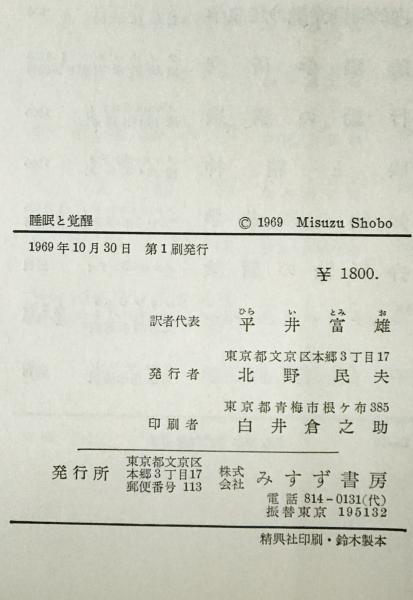 睡眠と覚醒
© 1969 Misuzu Shobo
1969年10月30日 第1刷発行
¥ 1800.
ひら い とみ お
訳者代表 平井富雄
東京都文京区本郷3丁目17
発行者 北野民夫
東京都青梅市根ケ布385
印刷者 白井倉之助
発行所 東京都文京区
本郷3丁目17
郵便番号 113
株式
会社 みすず書房
電話 814-0131(代)
振替東京 195132
精興社印刷・鈴木製本